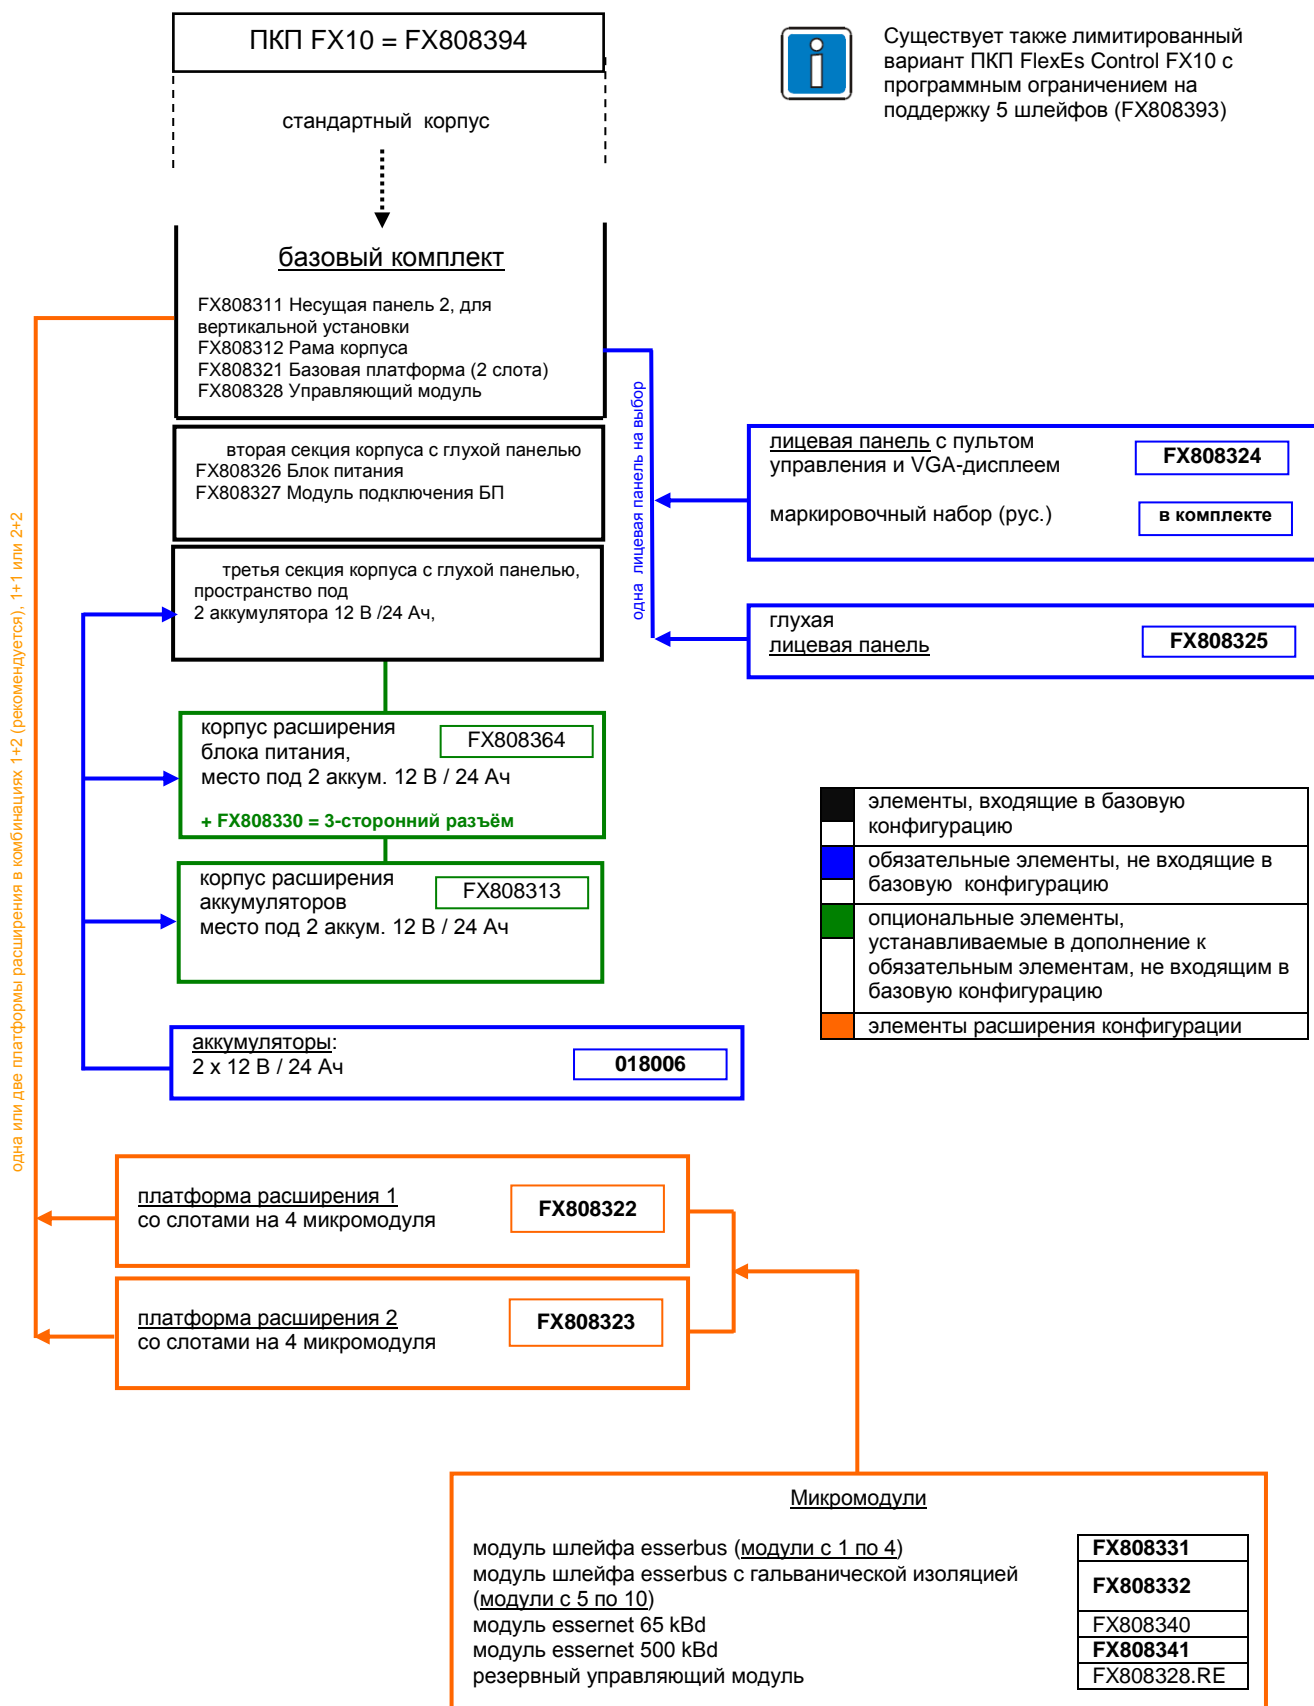 ПКП FX10 = FX808394
Существует также лимитированный
вариант ПКП FlexEs Control FX10 с
программным ограничением на
поддержку 5 шлейфов (FX808393)
стандартный корпус
базовый комплект
FX808311 Несущая панель 2, для
вертикальной установки
FX808312 Рама корпуса
FX808321 Базовая платформа (2 слота)
FX808328 Управляющий модуль
вторая секция корпуса с глухой панелью
FX808326 Блок питания
FX808327 Модуль подключения БП
третья секция корпуса с глухой панелью,
пространство под
2 аккумулятора 12 В /24 Ач,
одна лицевая панель на выбор
лицевая панель с пультом
управления и VGA-дисплеем
FX808324
маркировочный набор (рус.)
в комплекте
глухая
лицевая панель
FX808325
корпус расширения
блока питания,
место под 2 аккум. 12 В / 24 Ач
FX808364
+ FX808330 = 3-сторонний разъём
корпус расширения
аккумуляторов
место под 2 аккум. 12 В / 24 Ач
FX808313
элементы, входящие в базовую
конфигурацию
обязательные элементы, не входящие в
базовую конфигурацию
опциональные элементы,
устанавливаемые в дополнение к
обязательным элементам, не входящим в
базовую конфигурацию
элементы расширения конфигурации
аккумуляторы:
2 x 12 В / 24 Ач
018006
одна или две платформы расширения в комбинациях 1+2 (рекомендуется), 1+1 или 2+2
платформа расширения 1
со слотами на 4 микромодуля
FX808322
платформа расширения 2
со слотами на 4 микромодуля
FX808323
Микромодули
модуль шлейфа esserbus (модули с 1 по 4)
FX808331
модуль шлейфа esserbus с гальванической изоляцией
(модули с 5 по 10)
FX808332
модуль essernet 65 kBd
FX808340
модуль essernet 500 kBd
FX808341
резервный управляющий модуль
FX808328.RE